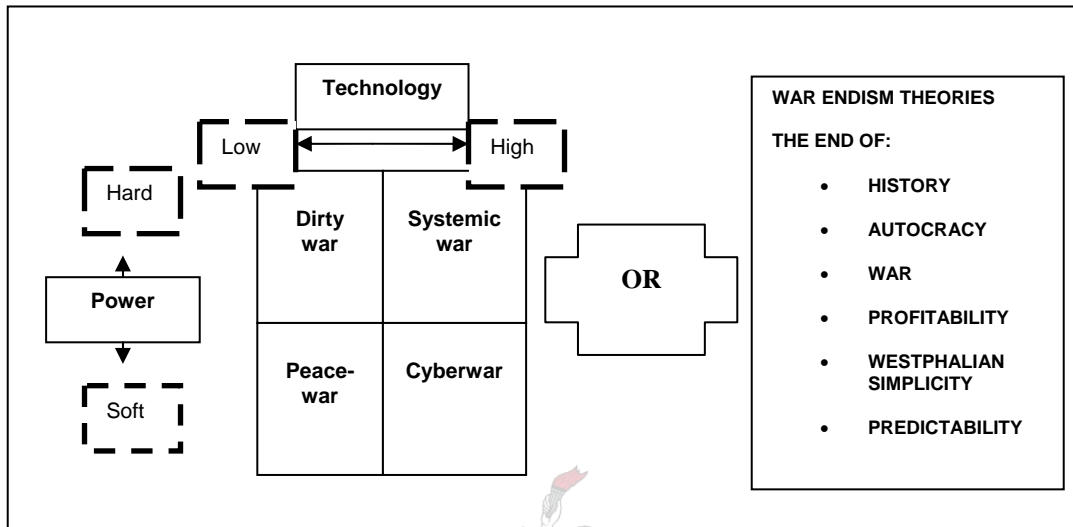 Technology
Low
High
Hard
Power
Soft
Dirty
war
Systemic
war
Peace-
war
Cyberwar
OR
WAR ENDISM THEORIES
THE END OF:
• HISTORY
• AUTOCRACY
• WAR
• PROFITABILITY
• WESTPHALIAN
SIMPLICITY
• PREDICTABILITY